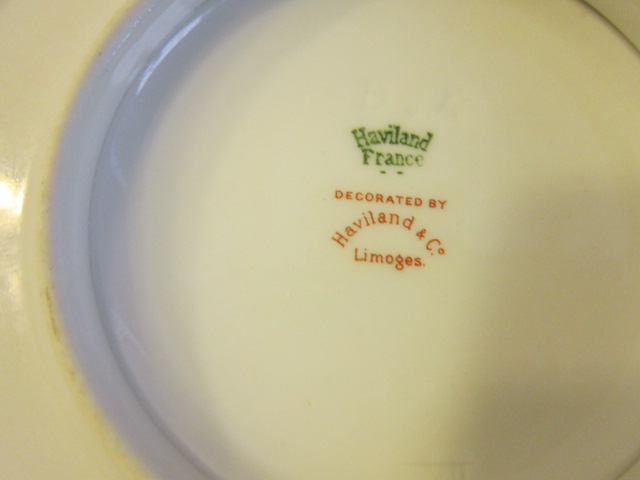 Haviland
France
DECORATED BY
Haviland & Co.
Limoges.